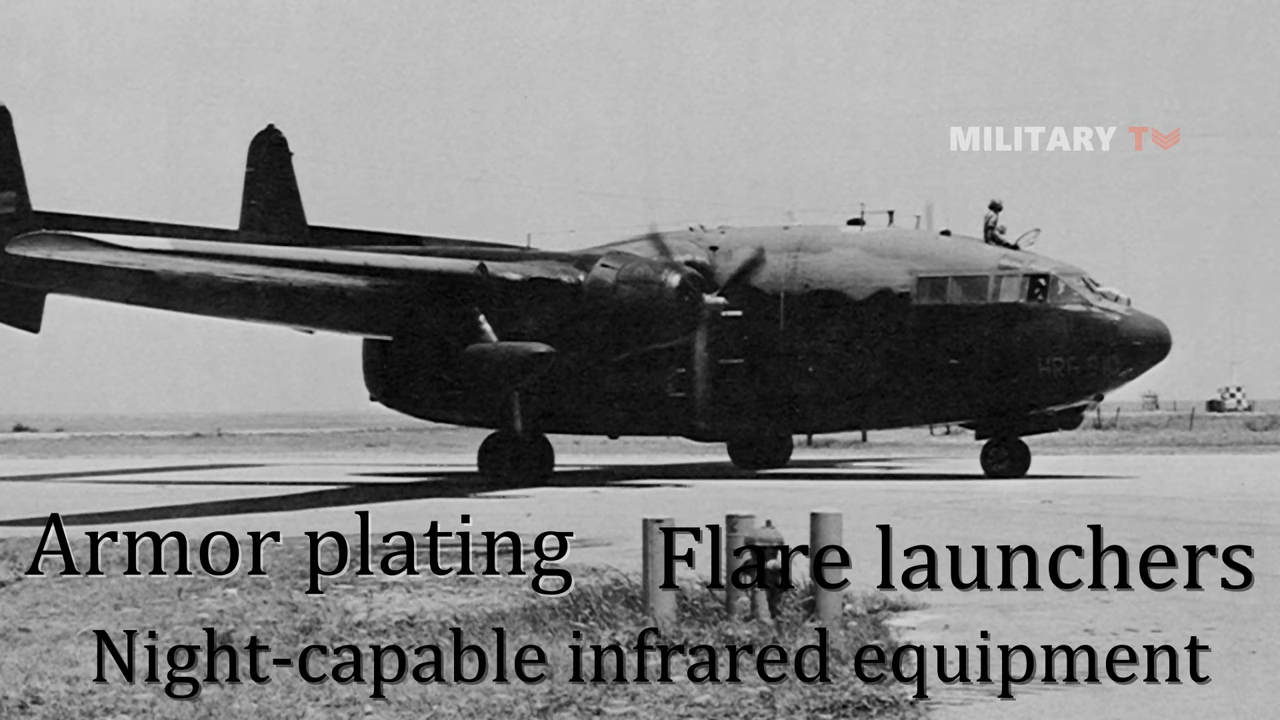 MILITARY TV
Armor plating
Flare launchers
Night-capable infrared equipment